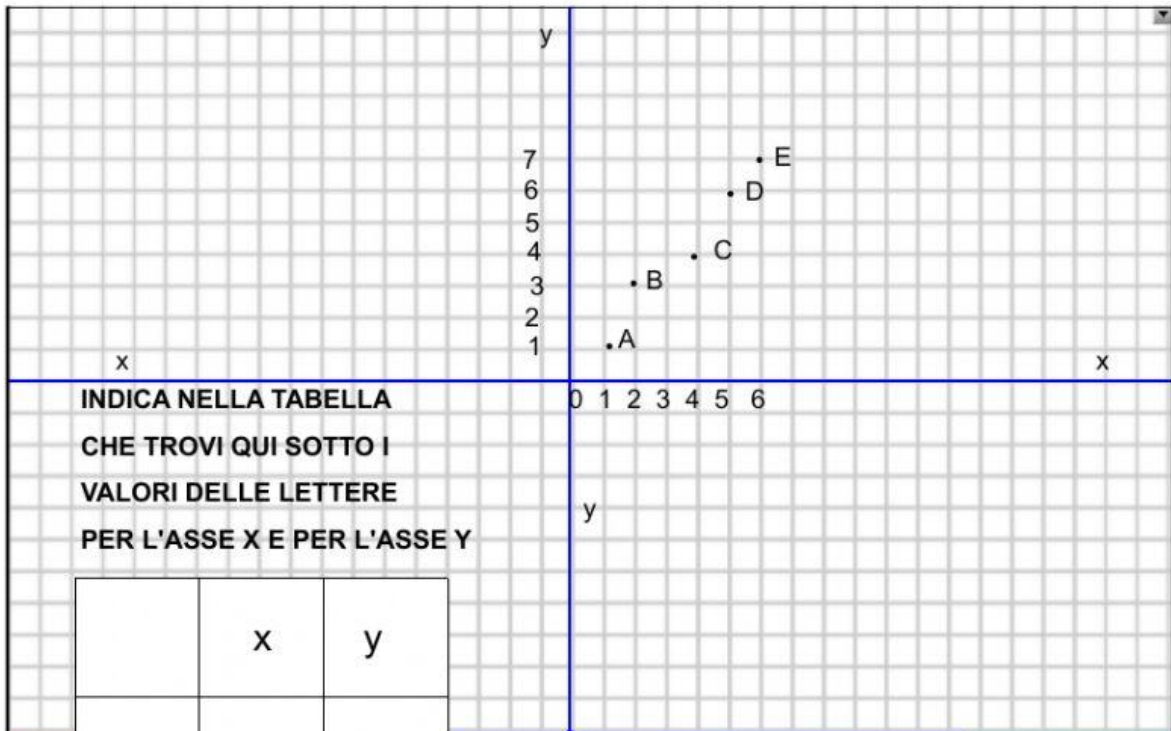 y
7
E
6
D
5
4
C
3
B
2
1
A
x
x
0 1 2 3 4 5 6
INDICA NELLA TABELLA
CHE TROVI QUI SOTTO I
VALORI DELLE LETTERE
PER L'ASSE X E PER L'ASSE Y
y
x y